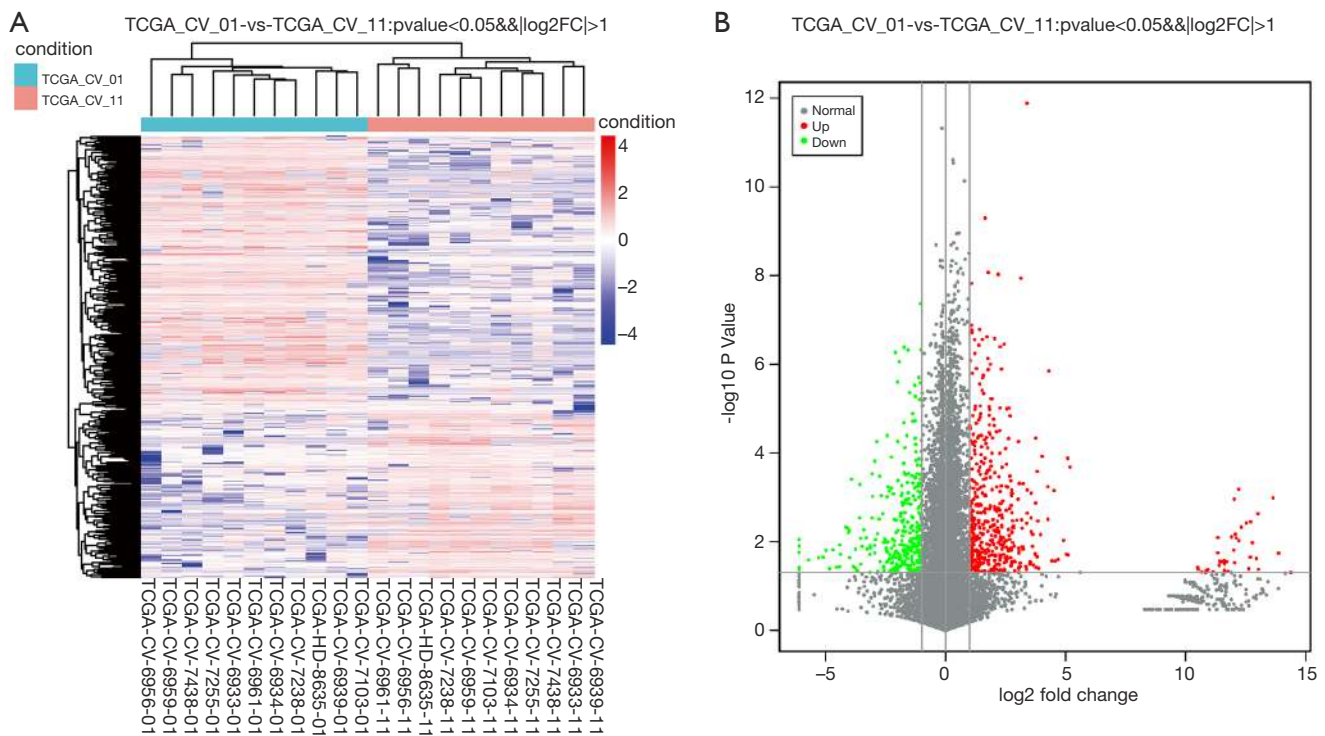 A
TCGA_CV_01-vs-TCGA_CV_11:pvalue<0.05&&|log2FC|>1
condition
TCGA_CV_01
TCGA_CV_11
condition
4
2
0
−2
−4
TCGA-CV-6956-01
TCGA-CV-6959-01
TCGA-CV-7438-01
TCGA-CV-7255-01
TCGA-CV-6933-01
TCGA-CV-6961-01
TCGA-CV-6934-01
TCGA-CV-7238-01
TCGA-HD-8635-01
TCGA-CV-6939-01
TCGA-CV-7103-01
TCGA-CV-6961-11
TCGA-CV-6956-11
TCGA-HD-8635-11
TCGA-CV-7238-11
TCGA-CV-6959-11
TCGA-CV-7103-11
TCGA-CV-6934-11
TCGA-CV-7255-11
TCGA-CV-7438-11
TCGA-CV-6933-11
TCGA-CV-6939-11
B
TCGA_CV_01-vs-TCGA_CV_11:pvalue<0.05&&|log2FC|>1
Normal
Up
Down
12
10
8
6
4
2
0
-log10 P Value
−5
0
5
10
15
log2 fold change